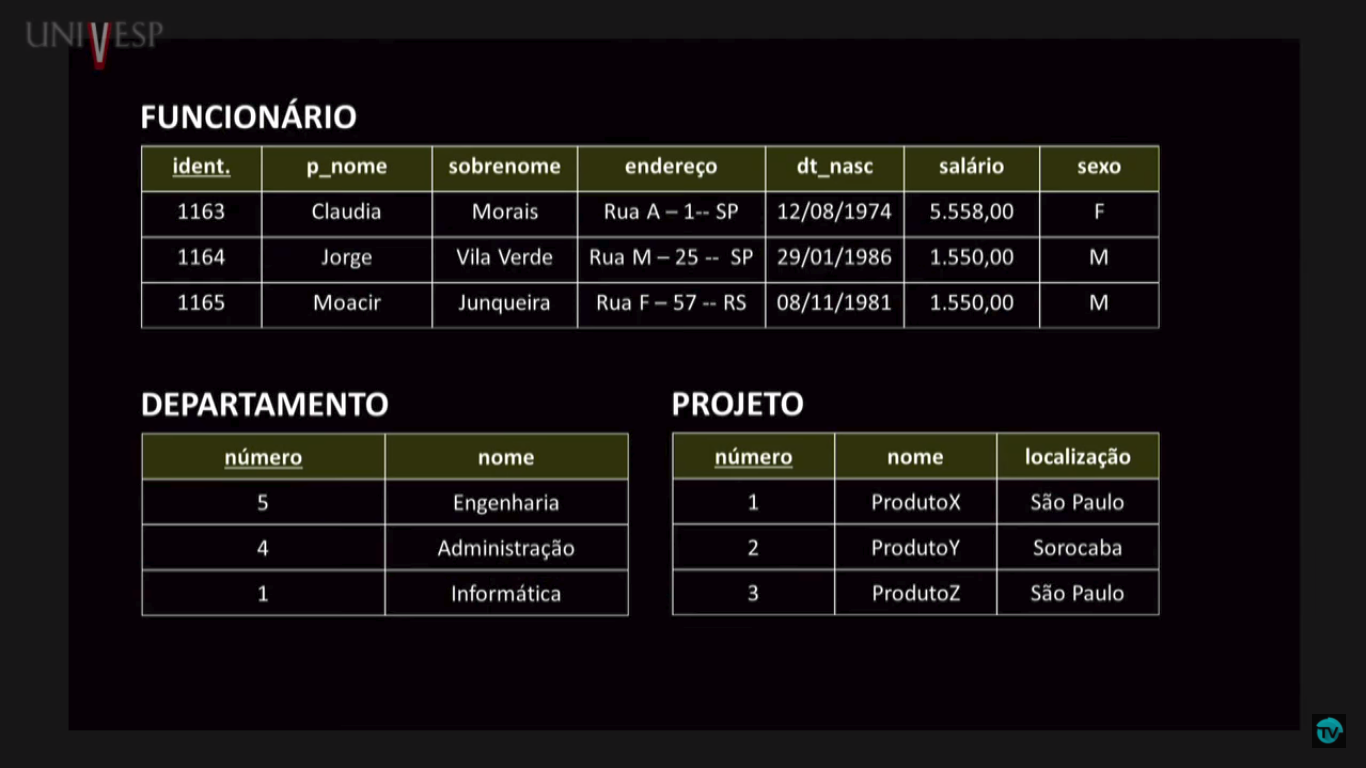 UNIVESP
FUNCIONÁRIO
ident. p_nome sobrenome endereço dt_nasc salário sexo
1163 Claudia Morais Rua A – 1-- SP 12/08/1974 5.558,00 F
1164 Jorge Vila Verde Rua M – 25 -- SP 29/01/1986 1.550,00 M
1165 Moacir Junqueira Rua F – 57 -- RS 08/11/1981 1.550,00 M
DEPARTAMENTO
número nome
5 Engenharia
4 Administração
1 Informática
PROJETO
número nome localização
1 ProdutoX São Paulo
2 ProdutoY Sorocaba
3 ProdutoZ São Paulo
TV